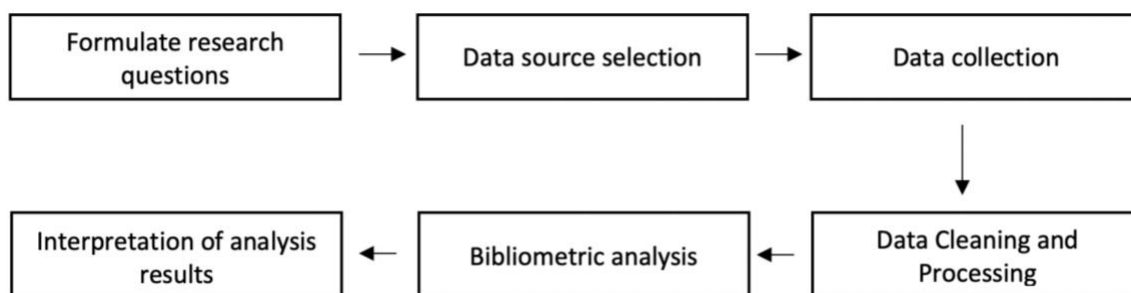 Formulate research
questions
Data source selection
Data collection
Data Cleaning and
Processing
Bibliometric analysis
Interpretation of analysis
results